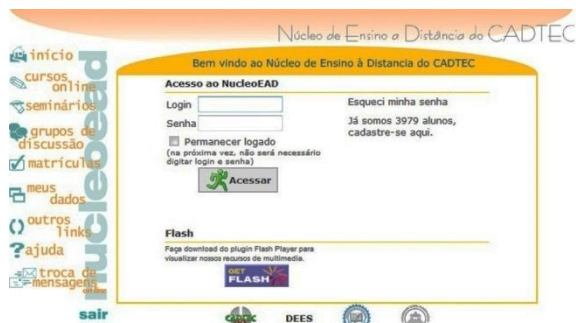 Núcleo de Ensino a Distância do CADTEC
início
cursos
online
seminários
grupos de
discussão
matrículas
meus
dados
outros
links
?ajuda
troca de
mensagens
sair
nucleoead
Bem vindo ao Núcleo de Ensino à Distancia do CADTEC
Acesso ao NucleoEAD
Login
Senha
Permanecer logado
(na próxima vez, não será necessário
digitar login e senha)
Acessar
Esqueci minha senha
Já somos 3979 alunos,
cadastre-se aqui.
Flash
Faça download do plugin Flash Player para
visualizar nossos recursos de multimedia.
GET
FLASH
CADTEC
DEES